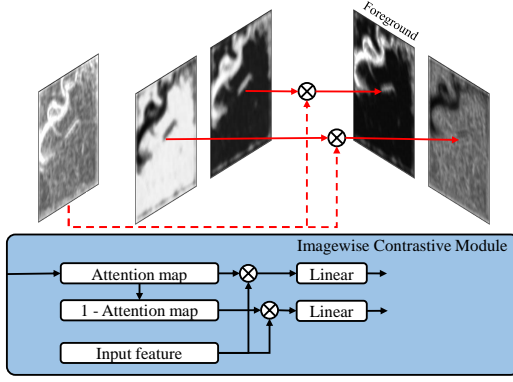 Foreground
Imagewise Contrastive Module
Attention map
Linear
1 - Attention map
Linear
Input feature